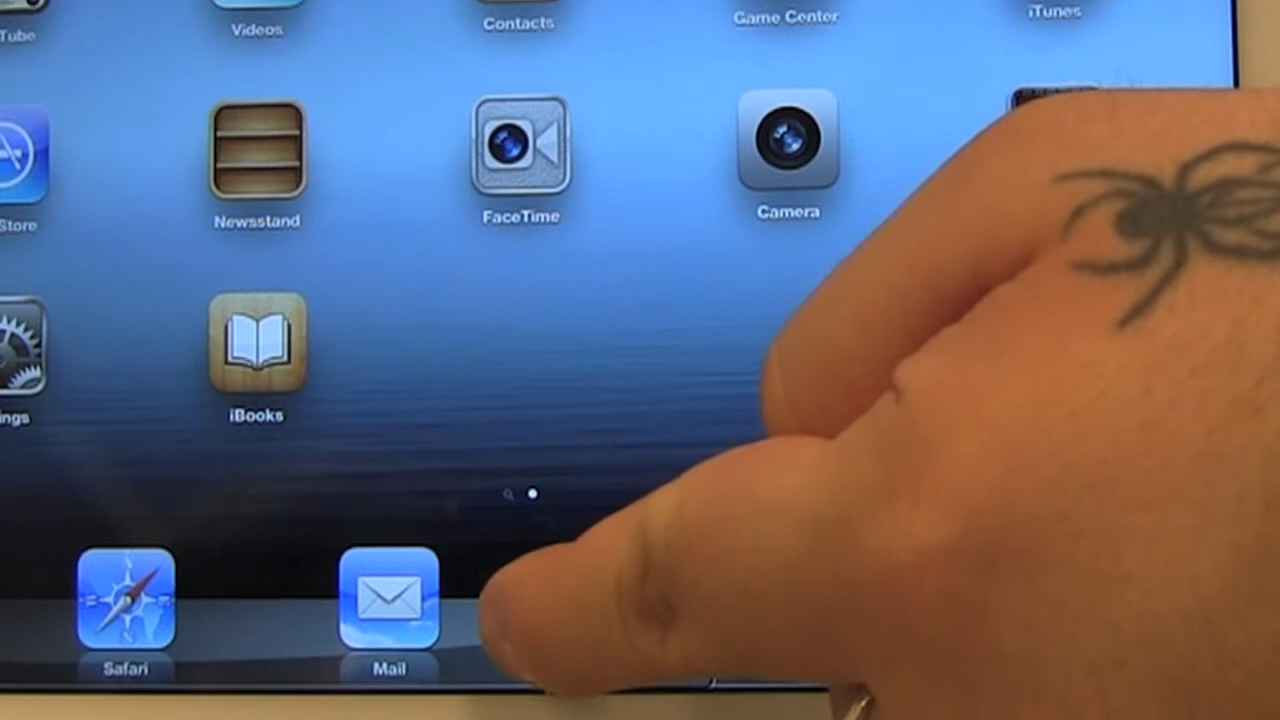 Tube
Videos
Contacts
Game Center
iTunes
Store
Newsstand
FaceTime
Camera
ings
iBooks
Safari
Mail